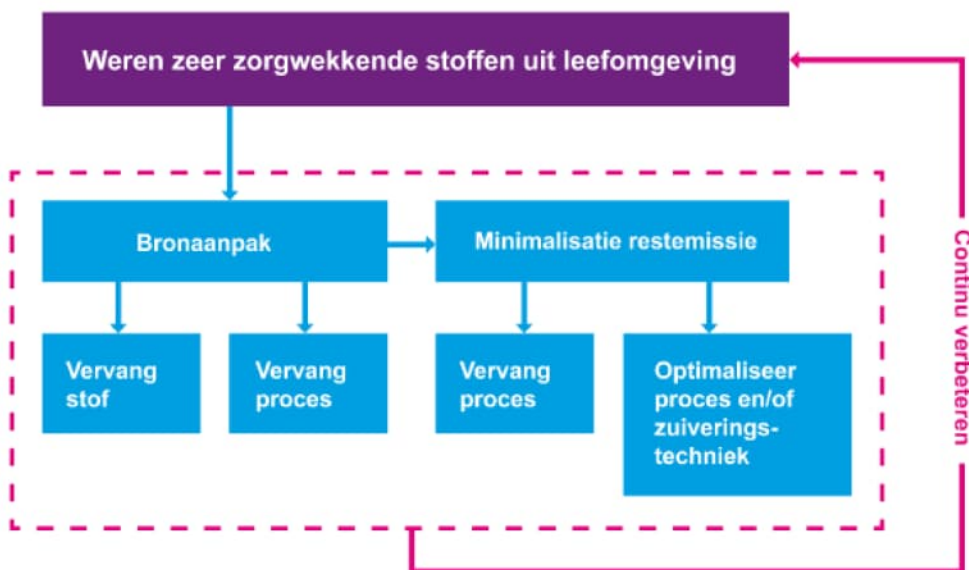 Weren zeer zorgwekkende stoffen uit leefomgeving
Bronaanpak
Minimalisatie restemissie
Vervang
stof
Vervang
proces
Vervang
proces
Optimaliseer
proces en/of
zuiverings-
techniek
Continu verbeteren